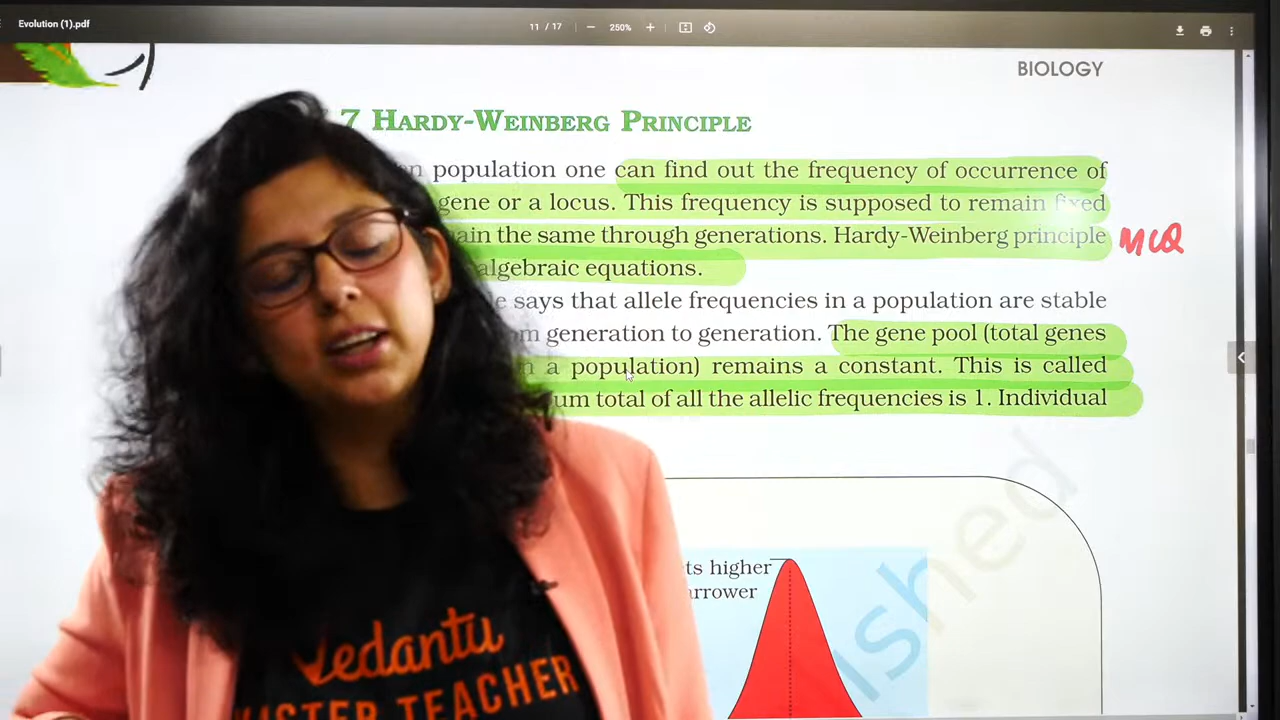 Evolution (1).pdf
11 / 17
250%
BIOLOGY
7 HARDY-WEINBERG PRINCIPLE
population one can find out the frequency of occurrence of
gene or a locus. This frequency is supposed to remain fixed
the same through generations. Hardy-Weinberg principle
MCQ
algebraic equations.
says that allele frequencies in a population are stable
generation to generation. The gene pool (total genes
a population) remains a constant. This is called
total of all the allelic frequencies is 1. Individual
higher
Vedantu
TEACHER